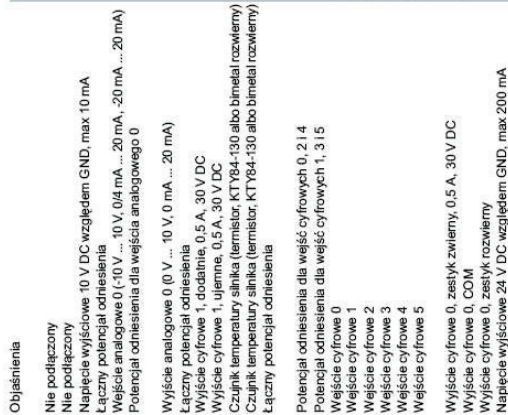 Objaśnienia
Nie podłączony
Nie podłączony
Napięcie wyjściowe 10 V DC względem GND, max 10 mA
Łączny potencjał odniesienia
Wejście analogowe 0 (-10 V ... 10 V, 0/4 mA ... 20 mA, -20 mA ... 20 mA)
Potencjał odniesienia dla wejścia analogowego 0
Wyjście analogowe 0 (0 V ... 10 V, 0 mA ... 20 mA)
Łączny potencjał odniesienia
Wyjście cyfrowe 1, dodatnie, 0,5 A, 30 V DC
Wyjście cyfrowe 1, ujemne, 0,5 A, 30 V DC
Czujnik temperatury silnika (termistor, KTY84-130 albo bimetal rozwierny)
Czujnik temperatury silnika (termistor, KTY84-130 albo bimetal rozwierny)
Łączny potencjał odniesienia
Potencjał odniesienia dla wejść cyfrowych 0, 2 i 4
Potencjał odniesienia dla wejść cyfrowych 1, 3 i 5
Wejście cyfrowe 0
Wejście cyfrowe 1
Wejście cyfrowe 2
Wejście cyfrowe 3
Wejście cyfrowe 4
Wejście cyfrowe 5
Wyjście cyfrowe 0, zestyk zwierny, 0,5 A, 30 V DC
Wyjście cyfrowe 0, COM
Wyjście cyfrowe 0, zestyk rozwierny
Napięcie wyjściowe 24 V DC względem GND, max 200 mA